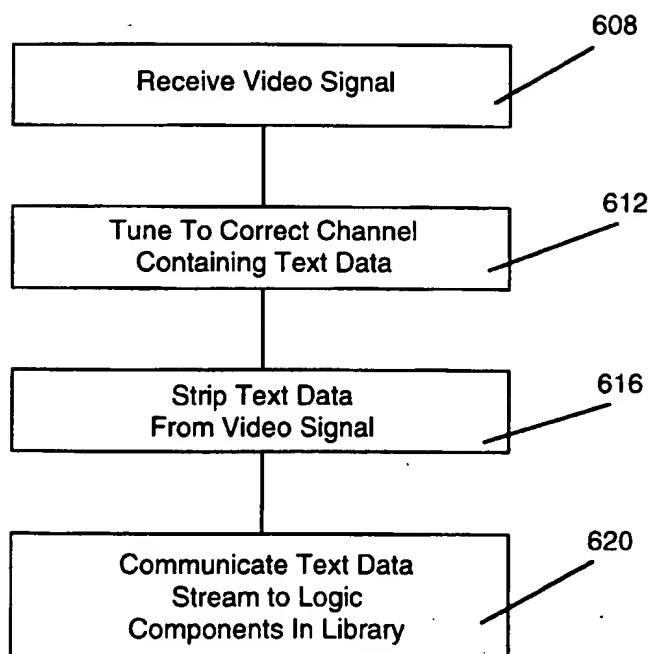 608
Receive Video Signal
612
Tune To Correct Channel
Containing Text Data
616
Strip Text Data
From Video Signal
620
Communicate Text Data
Stream to Logic
Components In Library